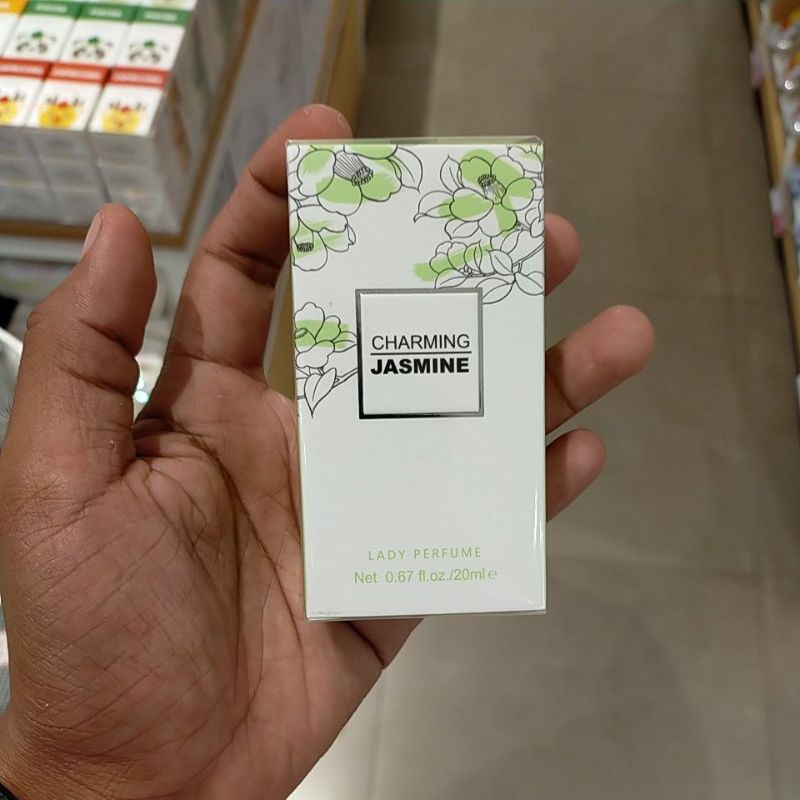 CHARMING
JASMINE
LADY PERFUME
Net 0.67 fl.oz./20ml℮